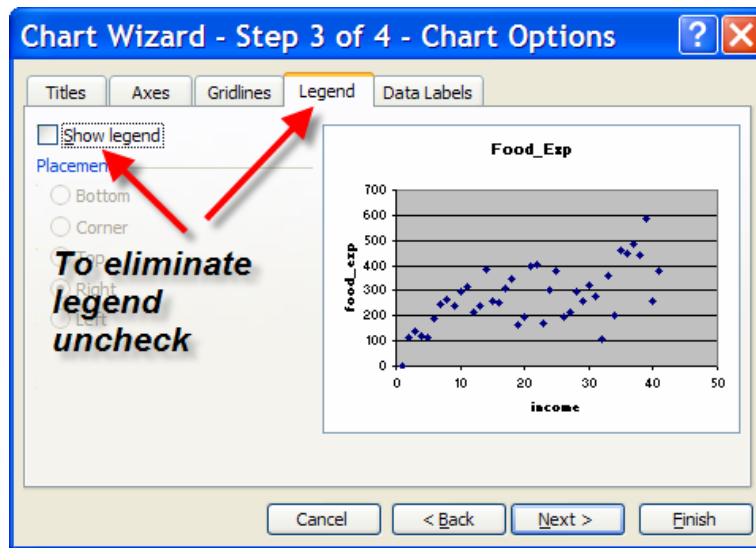 Chart Wizard - Step 3 of 4 - Chart Options
?
X
Titles
Axes
Gridlines
Legend
Data Labels
Show legend
Placement
Bottom
Corner
Top
Right
Left
To eliminate
legend
uncheck
Food_Exp
food_exp
700
600
500
400
300
200
100
0
0 10 20 30 40 50
income
Cancel
< Back
Next >
Finish